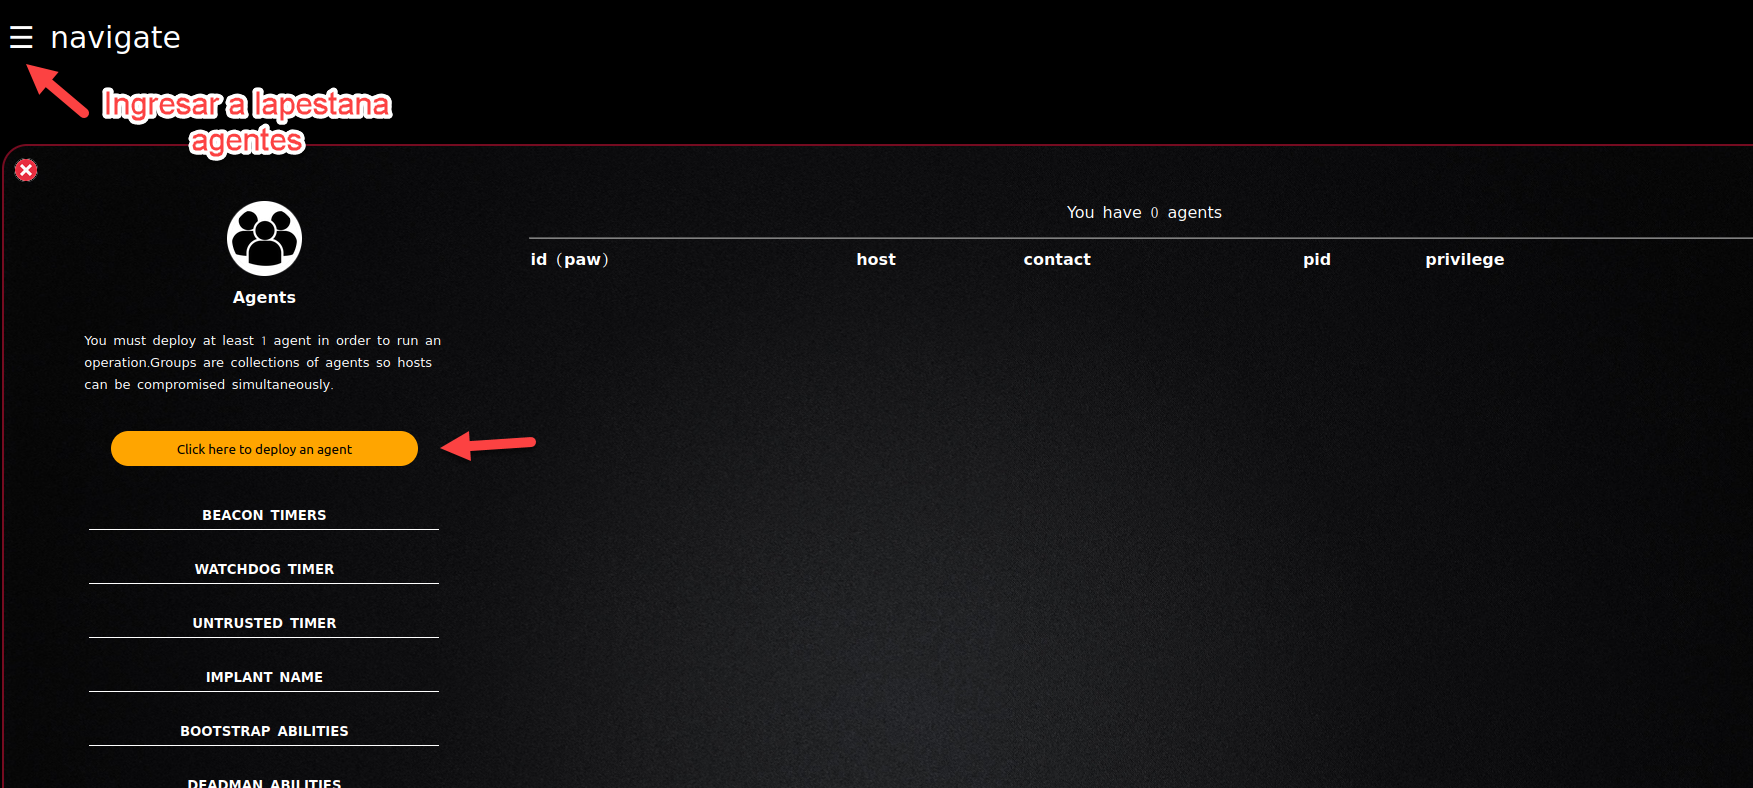 ☰ navigate
Ingresar a lapestana
agentes
Agents
You must deploy at least 1 agent in order to run an
operation.Groups are collections of agents so hosts
can be compromised simultaneously.
Click here to deploy an agent
BEACON TIMERS
WATCHDOG TIMER
UNTRUSTED TIMER
IMPLANT NAME
BOOTSTRAP ABILITIES
DEADMAN ABILITIES
You have 0 agents
id (paw) host contact pid privilege